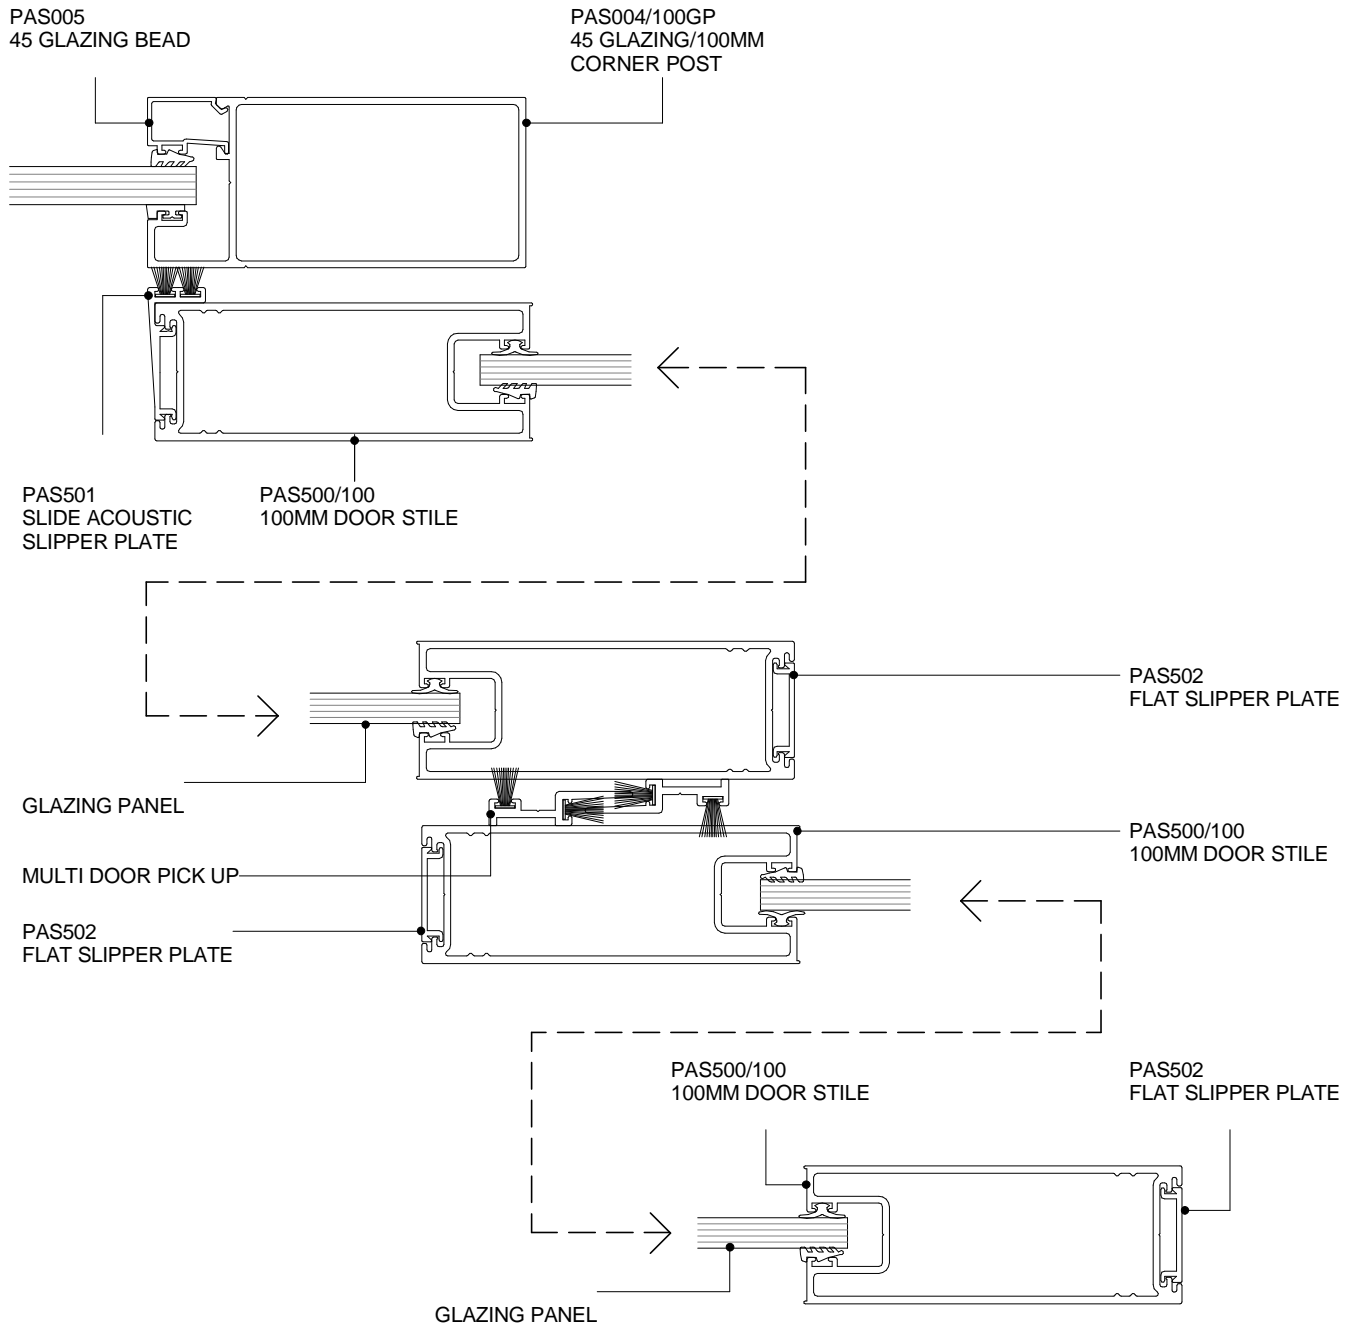 PAS005
45 GLAZING BEAD
PAS004/100GP
45 GLAZING/100MM
CORNER POST
PAS501
SLIDE ACOUSTIC
SLIPPER PLATE
PAS500/100
100MM DOOR STILE
PAS502
FLAT SLIPPER PLATE
GLAZING PANEL
PAS500/100
100MM DOOR STILE
MULTI DOOR PICK UP
PAS502
FLAT SLIPPER PLATE
PAS500/100
100MM DOOR STILE
PAS502
FLAT SLIPPER PLATE
GLAZING PANEL